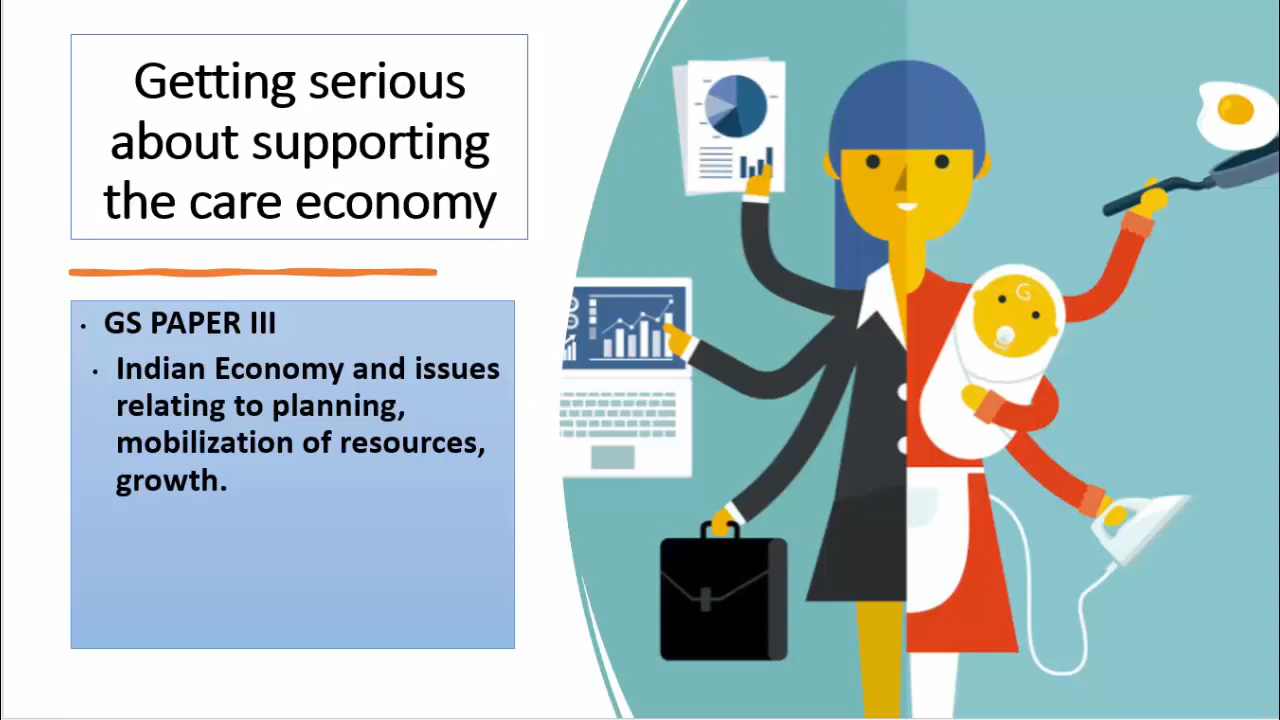 Getting serious
about supporting
the care economy
• GS PAPER III
• Indian Economy and issues
relating to planning,
mobilization of resources,
growth.
G